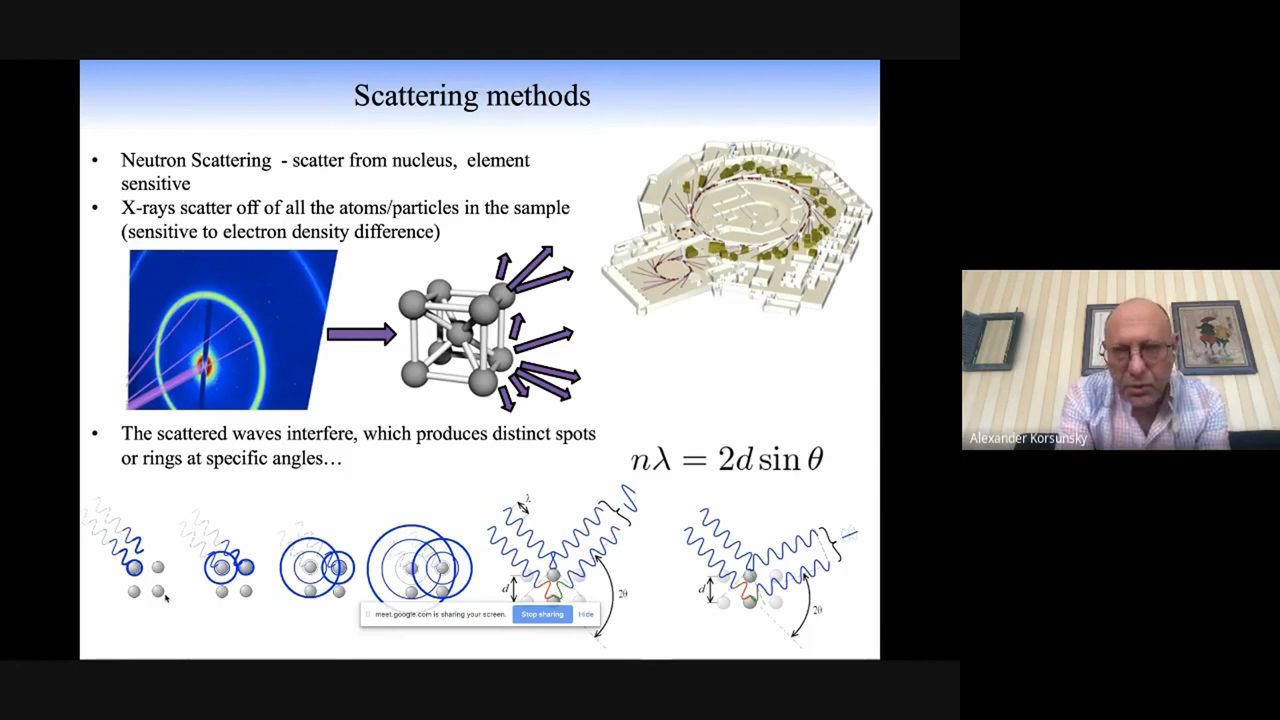 Scattering methods
• Neutron Scattering - scatter from nucleus, element
sensitive
• X-rays scatter off of all the atoms/particles in the sample
(sensitive to electron density difference)
• The scattered waves interfere, which produces distinct spots
or rings at specific angles…
nλ = 2d sin θ
λ
d
2θ
d
2θ
meet.google.com is sharing your screen.
Stop sharing
Hide
Alexander Korsunsky